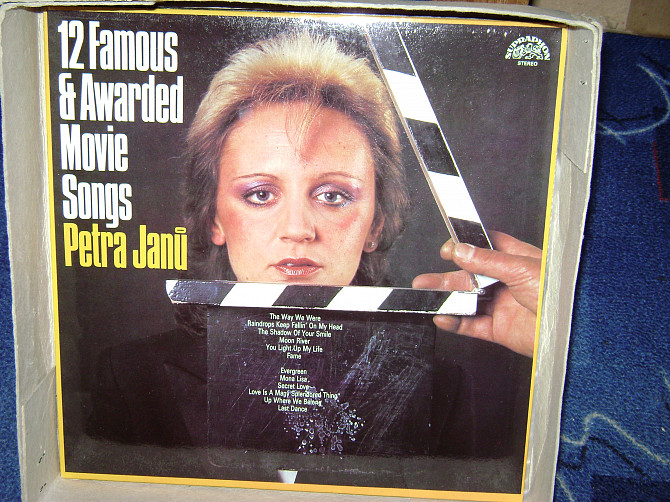 12 Famous
& Awarded
Movie
Songs
Petra Janů
SUPRAPHON
STEREO
The Way We Were
Raindrops Keep Fallin' On My Head
The Shadow Of Your Smile
Moon River
You Light Up My Life
Fame
Evergreen
Mona Lisa
Secret Love
Love Is A Many Splendored Thing
Up Where We Belong
Last Dance